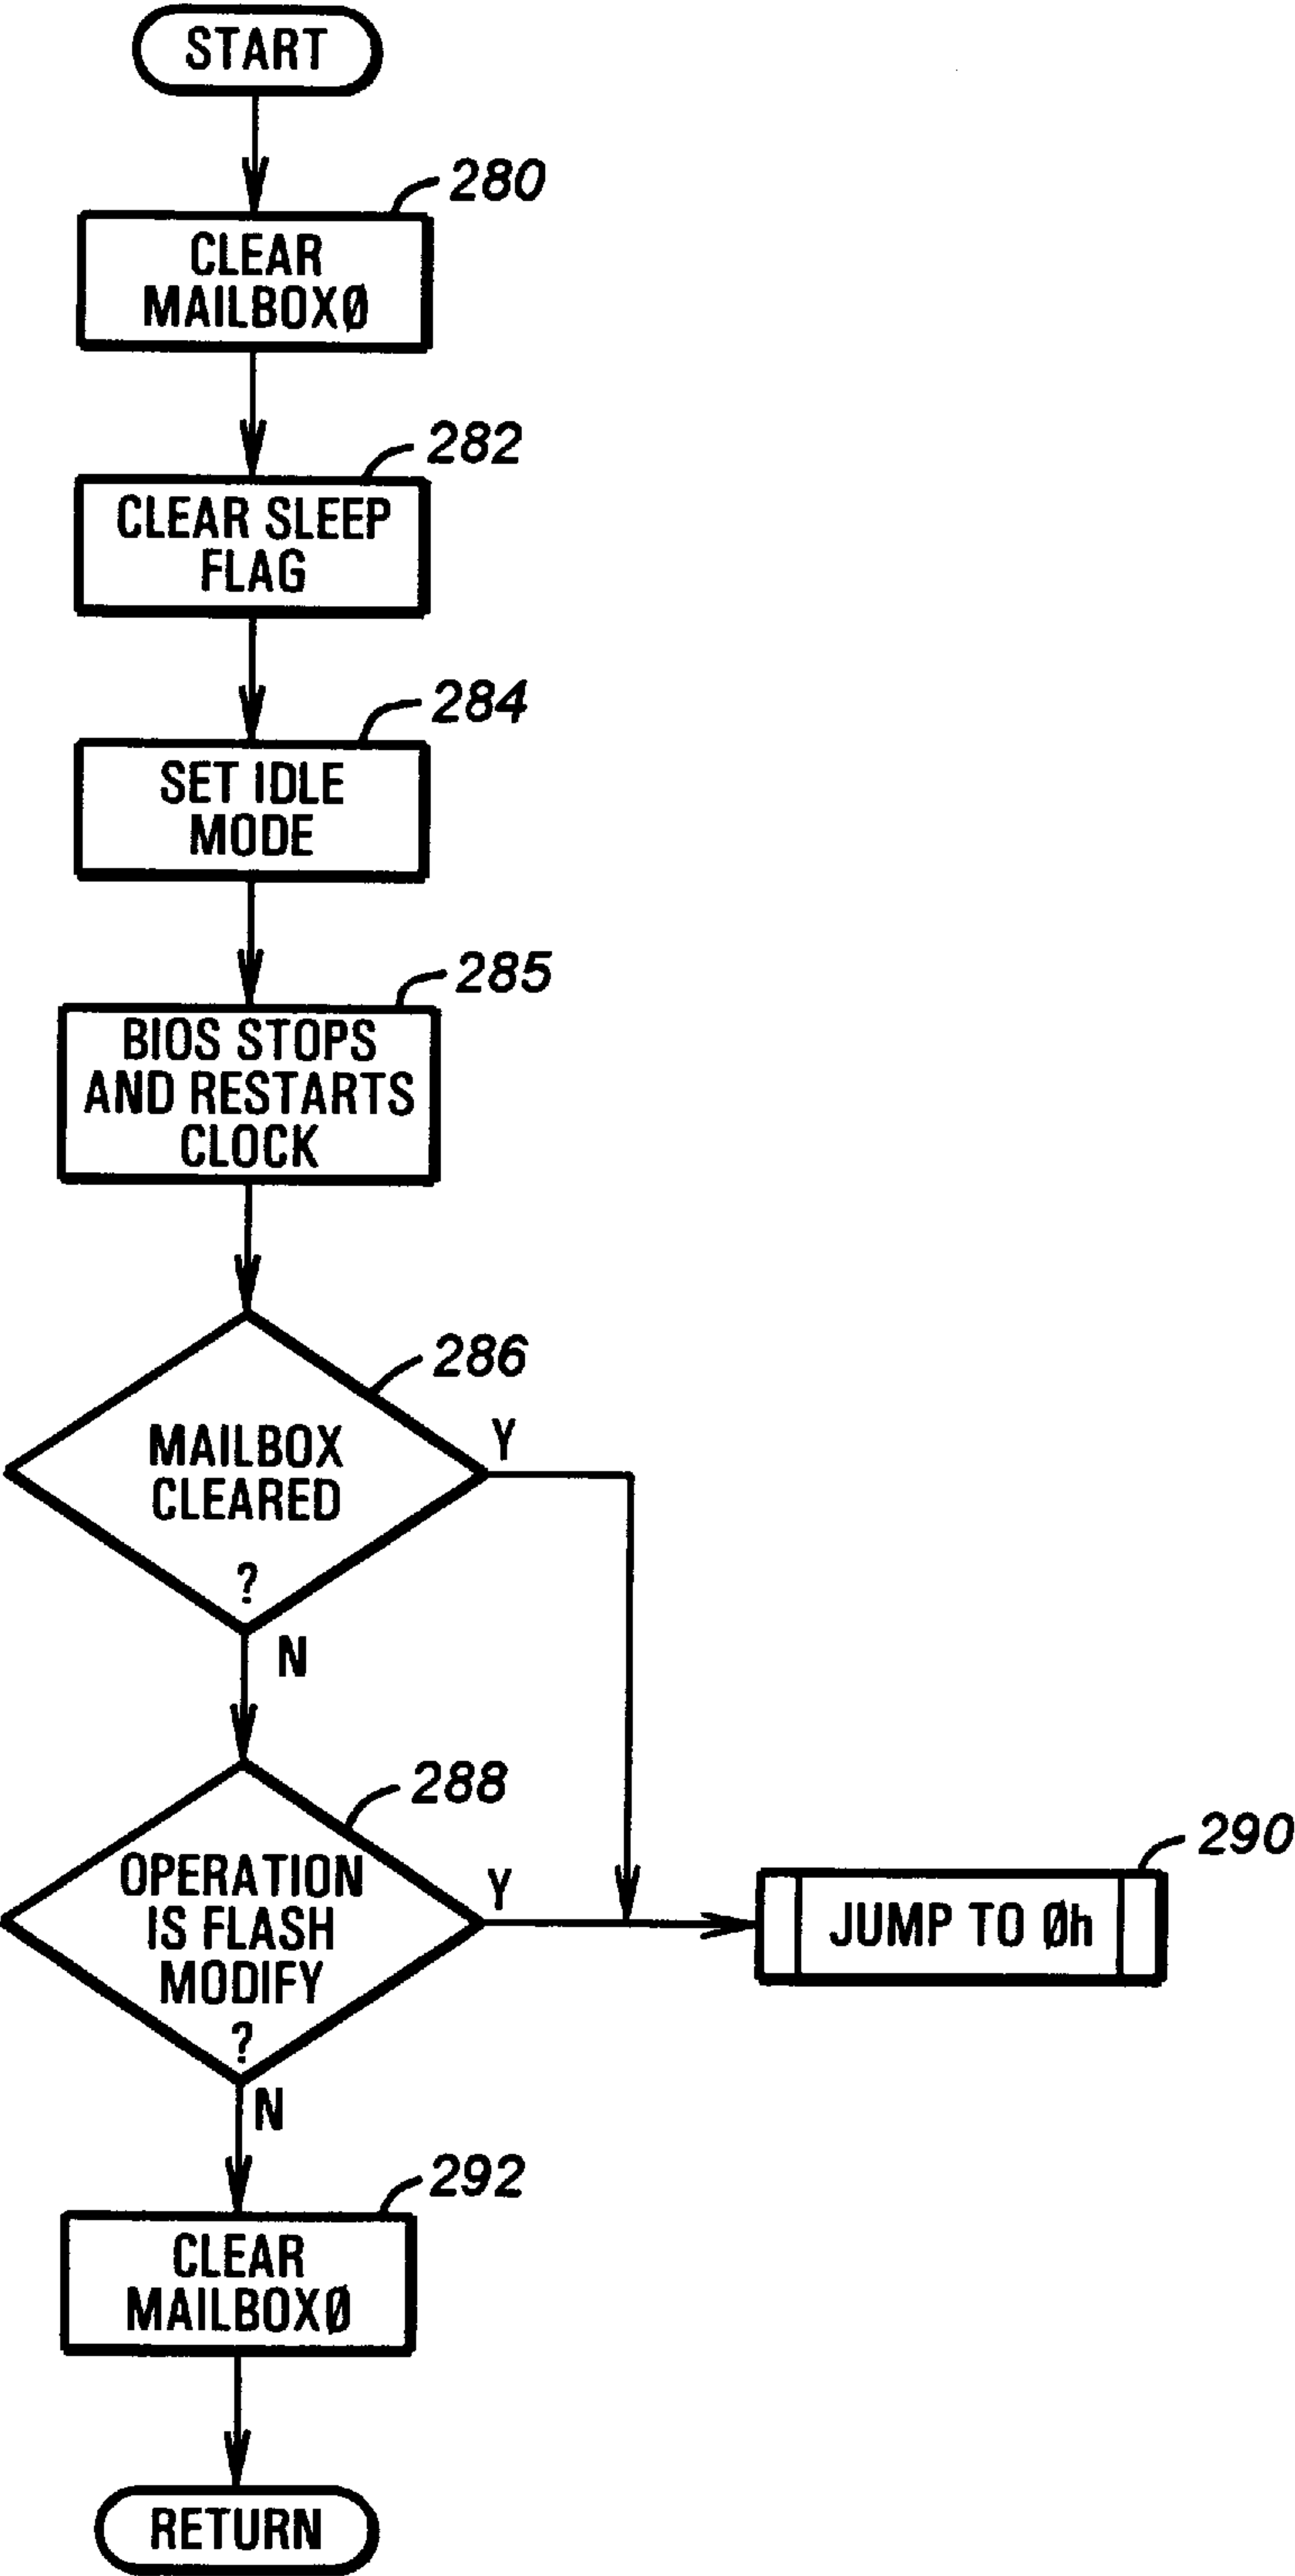 START
280
CLEAR
MAILBOXØ
282
CLEAR SLEEP
FLAG
284
SET IDLE
MODE
285
BIOS STOPS
AND RESTARTS
CLOCK
286
MAILBOX
CLEARED
?
Y
N
288
OPERATION
IS FLASH
MODIFY
?
Y
N
290
JUMP TO Øh
292
CLEAR
MAILBOXØ
RETURN